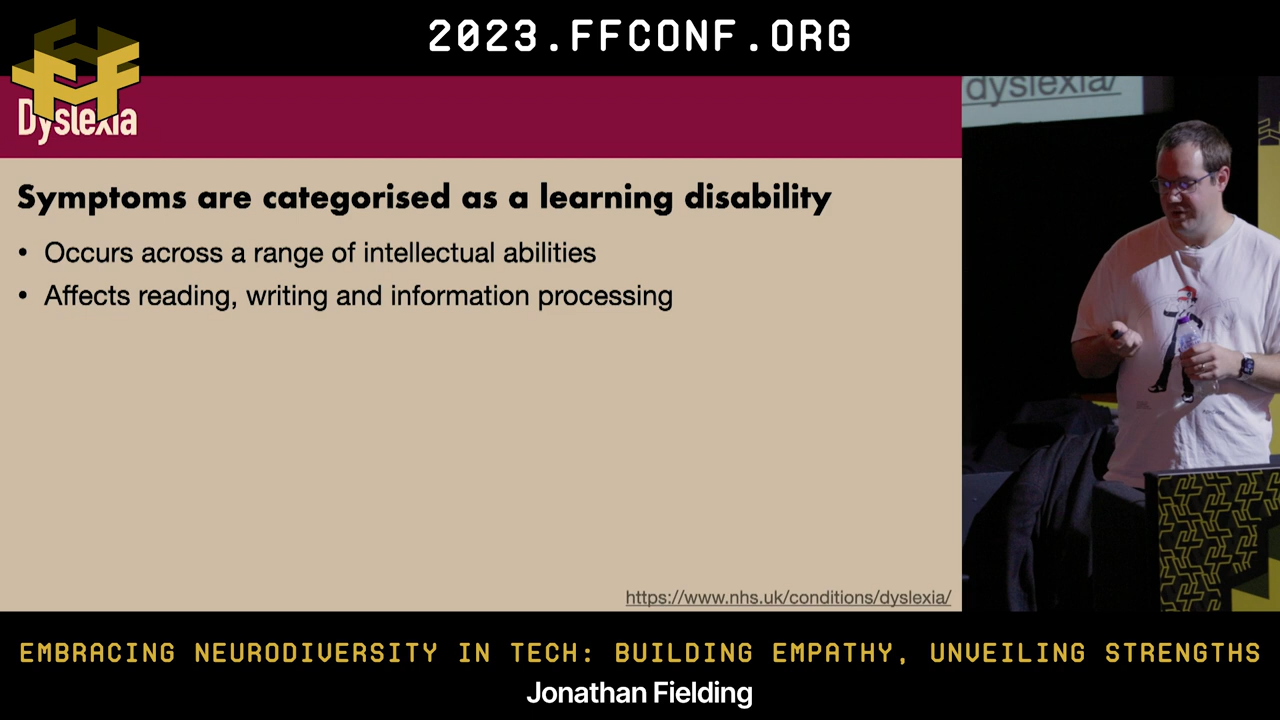 2023.FFCONF.ORG
Dyslexia
dyslexia/
Symptoms are categorised as a learning disability
• Occurs across a range of intellectual abilities
• Affects reading, writing and information processing
https://www.nhs.uk/conditions/dyslexia/
EMBRACING NEURODIVERSITY IN TECH: BUILDING EMPATHY, UNVEILING STRENGTHS
Jonathan Fielding